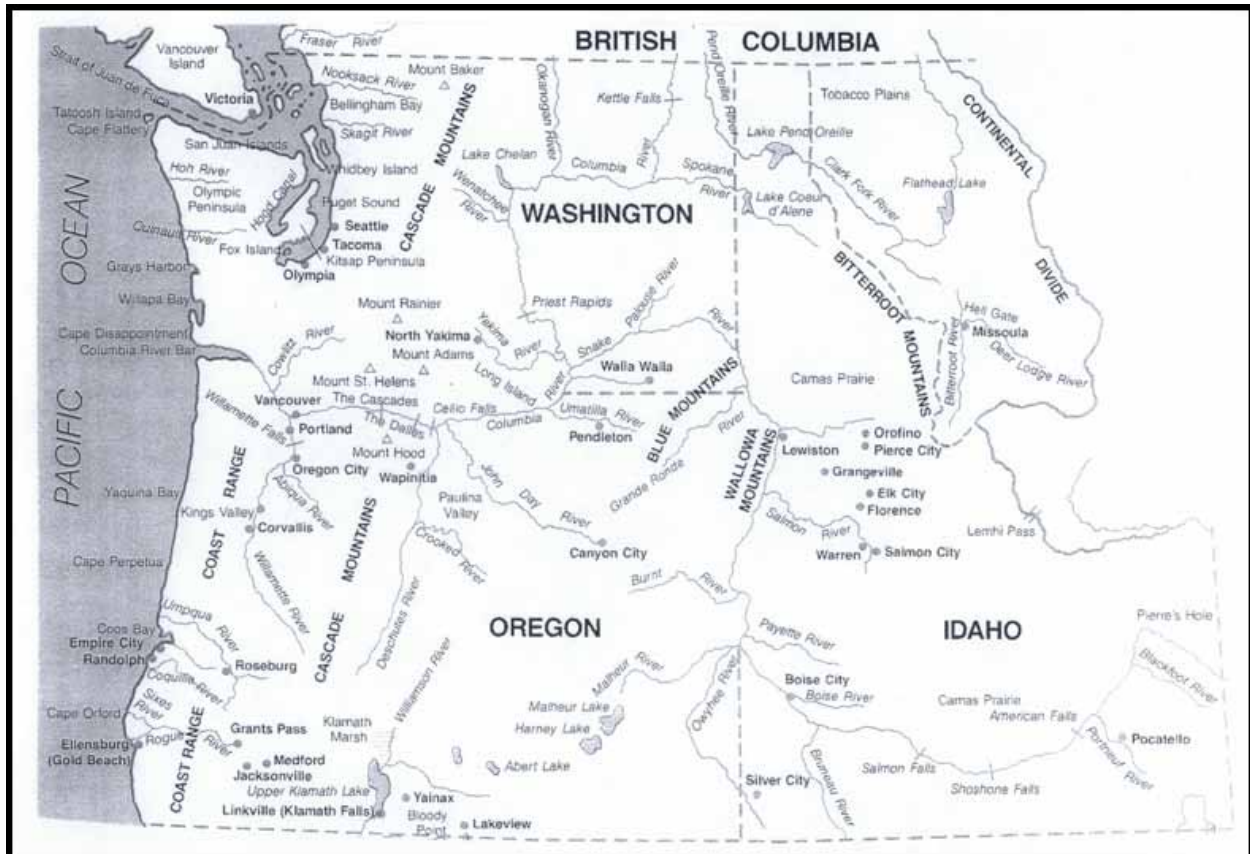 BRITISH COLUMBIA
Vancouver
Island
Fraser River
Strait of Juan de Fuca
Victoria
Nooksack River
Mount Baker
Bellingham Bay
Tatoosh Island
Cape Flattery
San Juan Islands
Skagit River
Whidbey Island
Hoh River
Olympic
Peninsula
Hood Canal
Puget Sound
Seattle
Tacoma
Fox Island
Kitsap Peninsula
Olympia
Grays Harbor
Willapa Bay
Cape Disappointment
Columbia River Bar
PACIFIC OCEAN
CASCADE MOUNTAINS
Okanogan River
Kettle Falls
Lake Chelan
Columbia River
Wenatchee
River
WASHINGTON
Spokane
River
Pend Oreille River
Lake Pend Oreille
Lake Coeur
d'Alene
Tobacco Plains
Clark Fork River
Flathead Lake
CONTINENTAL DIVIDE
BITTERROOT MOUNTAINS
Hell Gate
Missoula
Bitterroot River
Deer Lodge River
Priest Rapids
Palouse River
Snake River
Mount Rainier
North Yakima
Yakima River
Mount Adams
Cowlitz River
Mount St. Helens
Long Island
Walla Walla
Vancouver
The Cascades
The Dalles
Columbia River
Umatilla River
Pendleton
BLUE MOUNTAINS
Camas Prairie
Willamette Falls
Portland
Oregon City
Mount Hood
Wapinitia
Grande Ronde River
WALLOWA
MOUNTAINS
Lewiston
Orofino
Pierce City
Grangeville
Elk City
Florence
Abiqua River
Kings Valley
Corvallis
COAST RANGE
Yaquina Bay
Paulina
Valley
John Day River
Canyon City
Crooked River
Salmon River
Warren
Salmon City
Lemhi Pass
Cape Perpetua
Willamette River
CASCADE MOUNTAINS
Deschutes River
Burnt River
OREGON
IDAHO
Umpqua River
Coos Bay
Empire City
Randolph
Roseburg
Coquille River
Sixes
River
Cape Orford
Williamson River
Malheur River
Malheur Lake
Harney Lake
Owyhee River
Payette River
Boise City
Boise River
Camas Prairie
American Falls
Pierre's Hole
Blackfoot River
Portneuf River
Pocatello
Ellensburg
(Gold Beach)
Rogue River
Grants Pass
Medford
Jacksonville
COAST RANGE
Klamath
Marsh
Upper Klamath Lake
Linkville (Klamath Falls)
Abert Lake
Yainax
Bloody
Point
Lakeview
Silver City
Bruneau River
Salmon Falls
Shoshone Falls